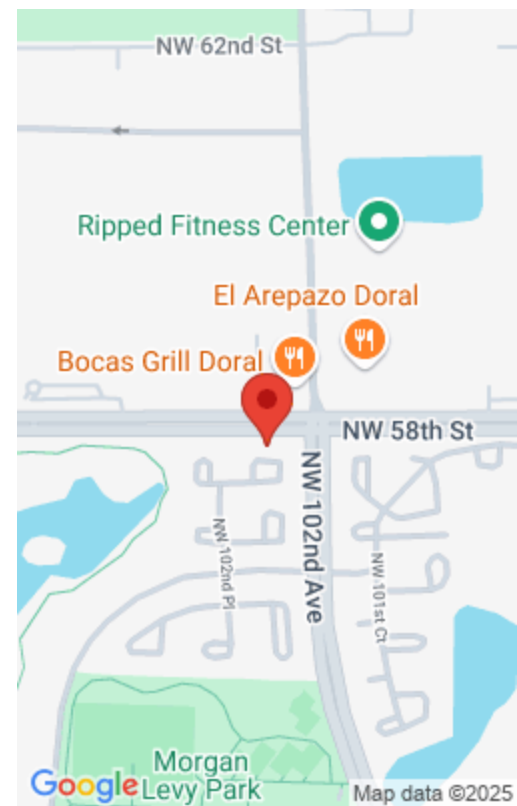 NW 62nd St
Ripped Fitness Center
El Arepazo Doral
Bocas Grill Doral
NW 58th St
NW 102nd Ave
NW 102nd Pl
NW 101st Ct
Morgan
Levy Park
Google
Map data ©2025